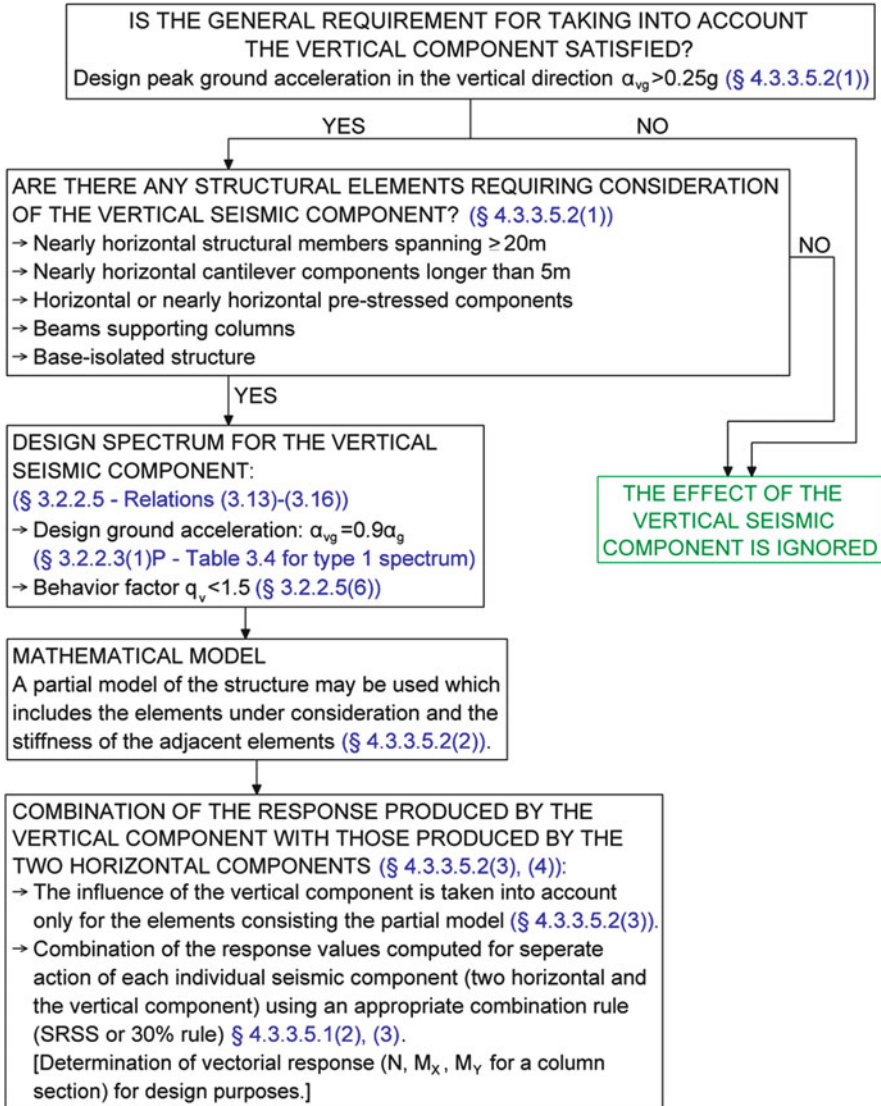 IS THE GENERAL REQUIREMENT FOR TAKING INTO ACCOUNT
THE VERTICAL COMPONENT SATISFIED?
Design peak ground acceleration in the vertical direction α_vg>0.25g (§ 4.3.3.5.2(1))
YES
NO
ARE THERE ANY STRUCTURAL ELEMENTS REQUIRING CONSIDERATION
OF THE VERTICAL SEISMIC COMPONENT? (§ 4.3.3.5.2(1))
→ Nearly horizontal structural members spanning ≥ 20m
→ Nearly horizontal cantilever components longer than 5m
→ Horizontal or nearly horizontal pre-stressed components
→ Beams supporting columns
→ Base-isolated structure
NO
YES
DESIGN SPECTRUM FOR THE VERTICAL
SEISMIC COMPONENT:
(§ 3.2.2.5 - Relations (3.13)-(3.16))
→ Design ground acceleration: α_vg=0.9α_g
(§ 3.2.2.3(1)P - Table 3.4 for type 1 spectrum)
→ Behavior factor q_v<1.5 (§ 3.2.2.5(6))
THE EFFECT OF THE
VERTICAL SEISMIC
COMPONENT IS IGNORED
MATHEMATICAL MODEL
A partial model of the structure may be used which
includes the elements under consideration and the
stiffness of the adjacent elements (§ 4.3.3.5.2(2)).
COMBINATION OF THE RESPONSE PRODUCED BY THE
VERTICAL COMPONENT WITH THOSE PRODUCED BY THE
TWO HORIZONTAL COMPONENTS (§ 4.3.3.5.2(3), (4)):
→ The influence of the vertical component is taken into account
only for the elements consisting the partial model (§ 4.3.3.5.2(3)).
→ Combination of the response values computed for seperate
action of each individual seismic component (two horizontal and
the vertical component) using an appropriate combination rule
(SRSS or 30% rule) § 4.3.3.5.1(2), (3).
[Determination of vectorial response (N, M_X, M_Y for a column
section) for design purposes.]